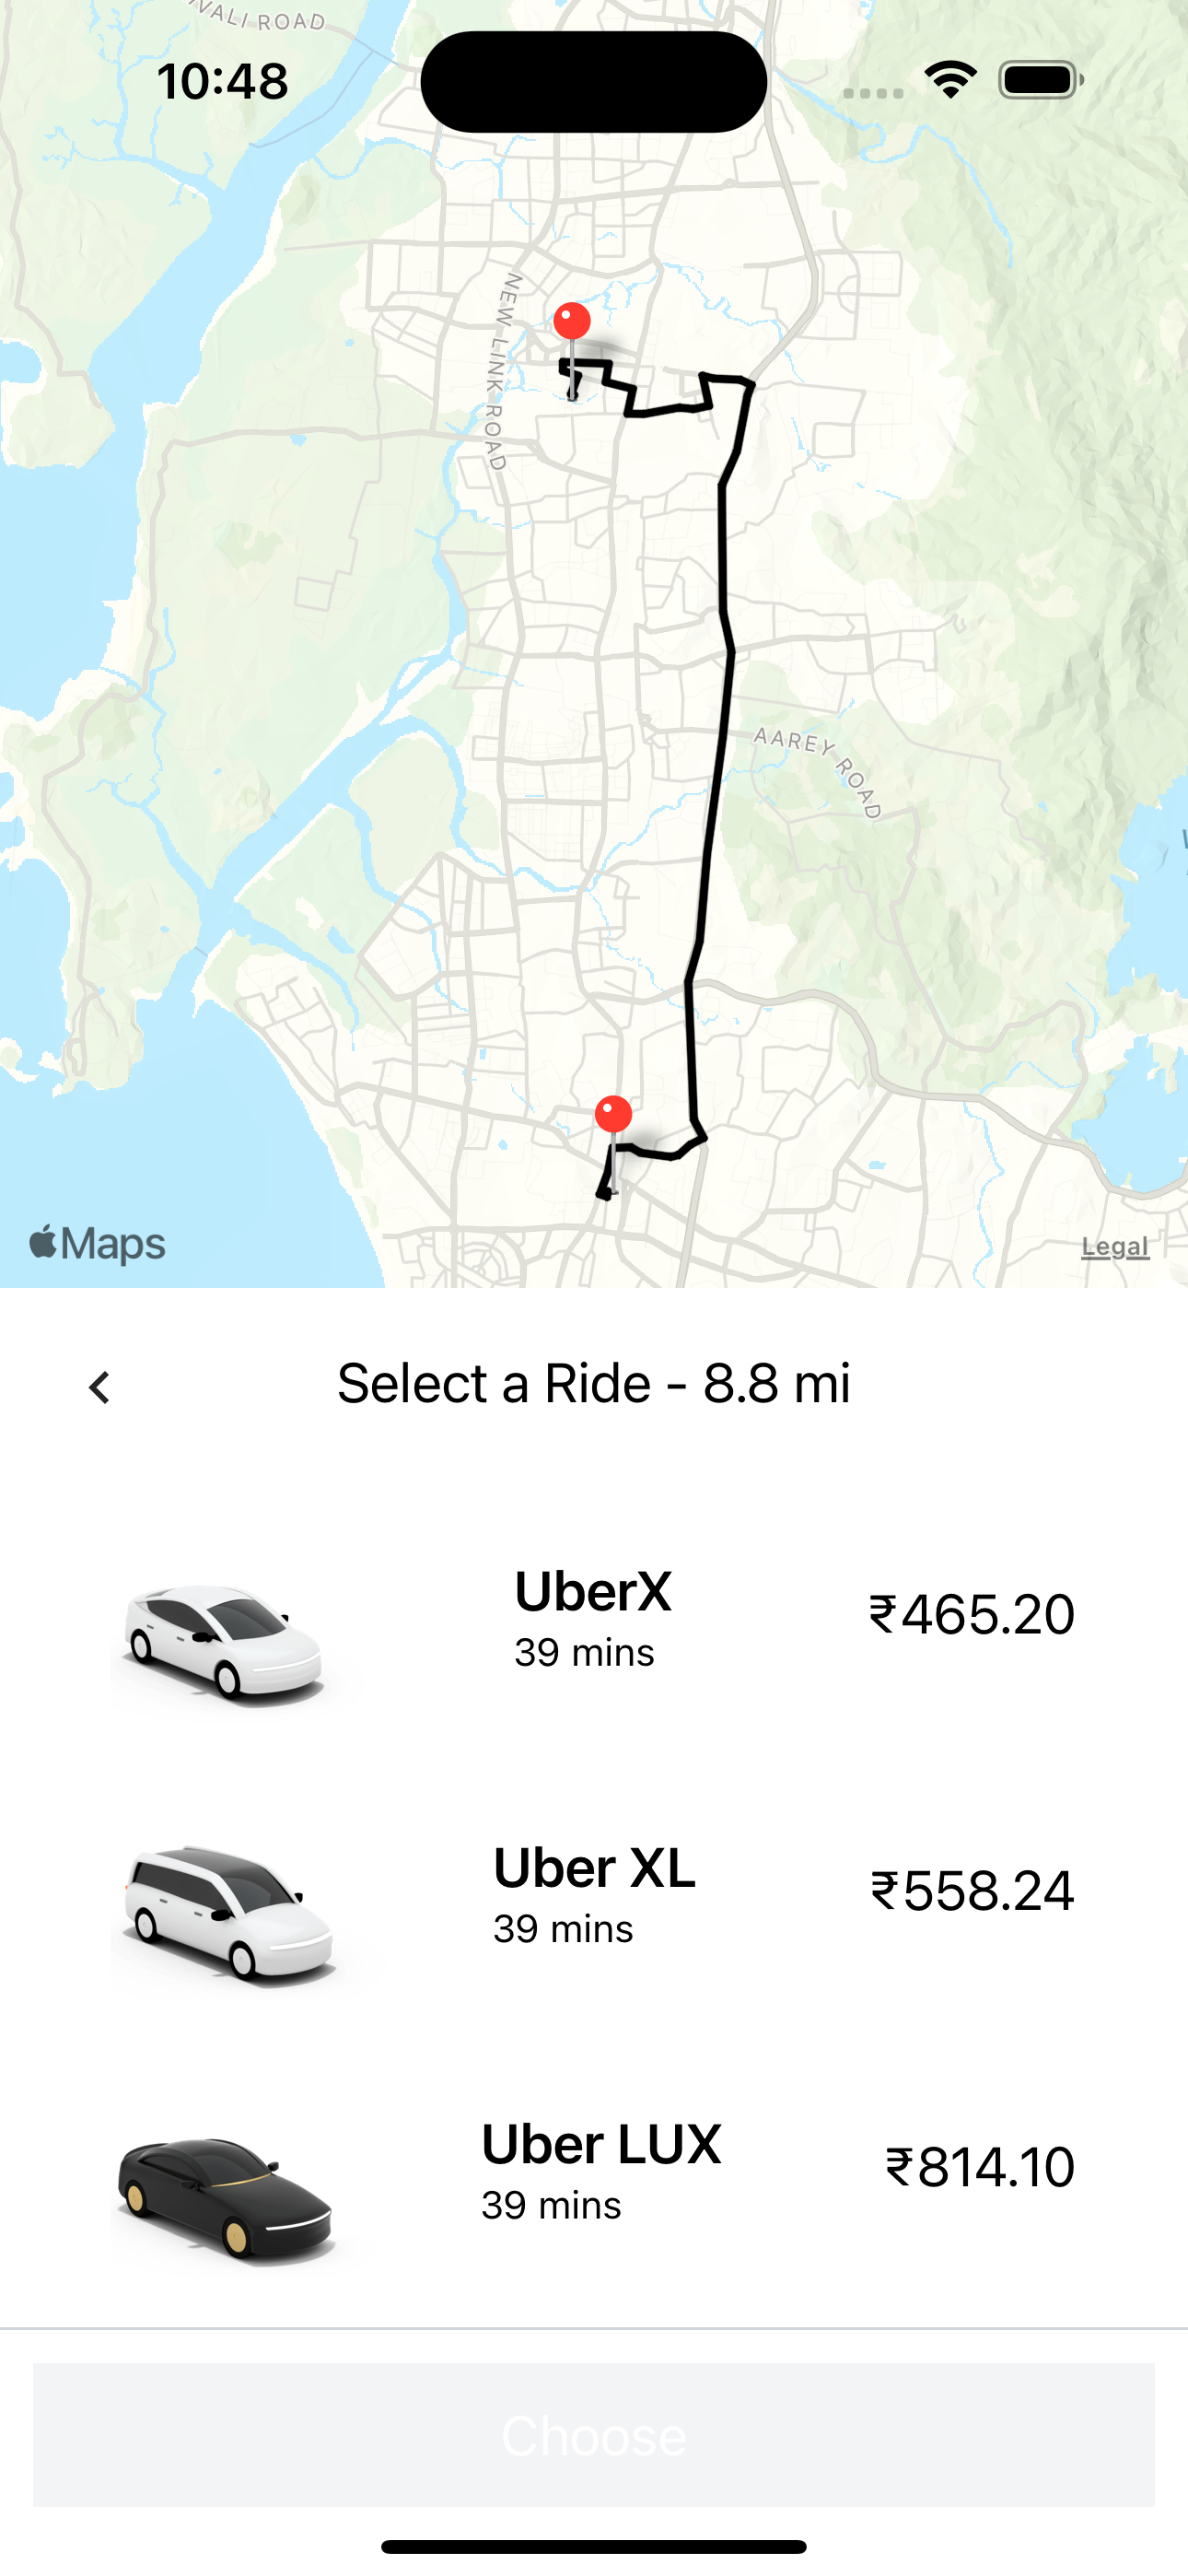 VALI ROAD
10:48
NEW LINK ROAD
AAREY ROAD
Maps
Legal
Select a Ride - 8.8 mi
UberX
₹465.20
39 mins
Uber XL
₹558.24
39 mins
Uber LUX
₹814.10
39 mins
Choose